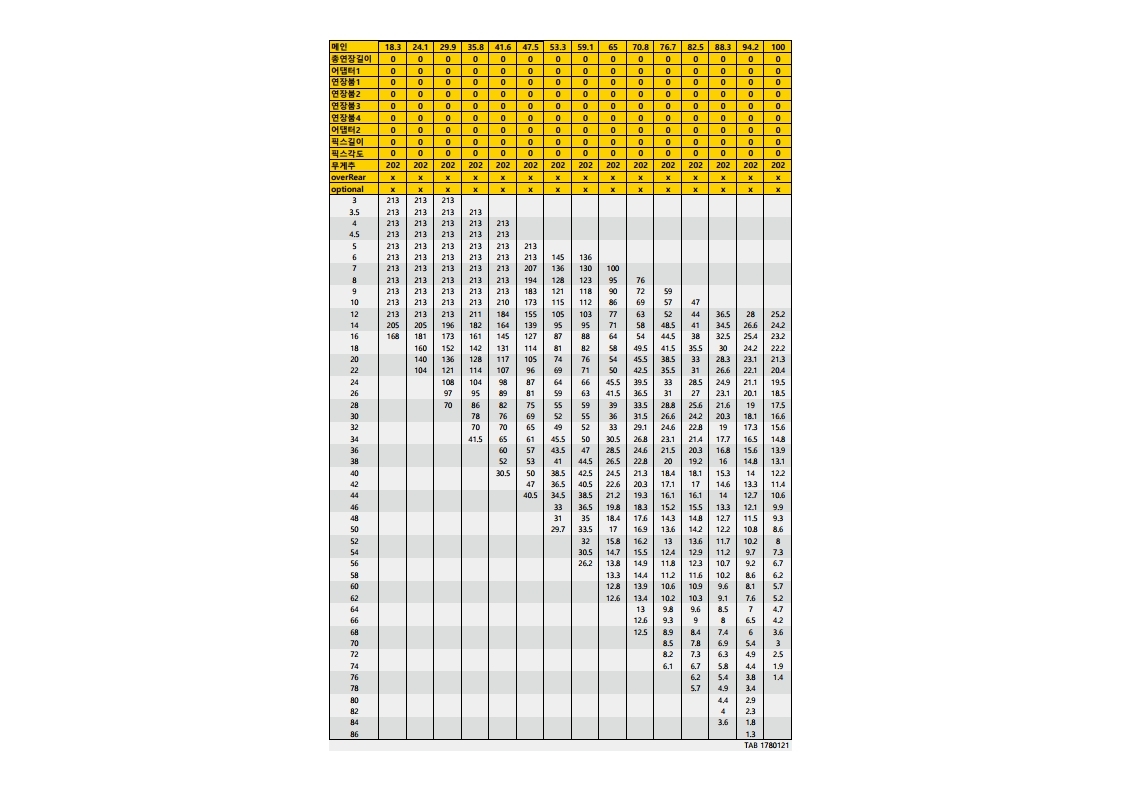 메인 18.3 24.1 29.9 35.8 41.6 47.5 53.3 59.1 65 70.8 76.7 82.5 88.3 94.2 100
총연장길이 0 0 0 0 0 0 0 0 0 0 0 0 0 0 0
어댑터1 0 0 0 0 0 0 0 0 0 0 0 0 0 0 0
연장붐1 0 0 0 0 0 0 0 0 0 0 0 0 0 0 0
연장붐2 0 0 0 0 0 0 0 0 0 0 0 0 0 0 0
연장붐3 0 0 0 0 0 0 0 0 0 0 0 0 0 0 0
연장붐4 0 0 0 0 0 0 0 0 0 0 0 0 0 0 0
어댑터2 0 0 0 0 0 0 0 0 0 0 0 0 0 0 0
픽스길이 0 0 0 0 0 0 0 0 0 0 0 0 0 0 0
픽스각도 0 0 0 0 0 0 0 0 0 0 0 0 0 0 0
무게추 202 202 202 202 202 202 202 202 202 202 202 202 202 202 202
overRear x x x x x x x x x x x x x x x
optional x x x x x x x x x x x x x x x
3 213 213 213
3.5 213 213 213 213
4 213 213 213 213 213
4.5 213 213 213 213 213
5 213 213 213 213 213 213
6 213 213 213 213 213 213 145 136
7 213 213 213 213 213 207 136 130 100
8 213 213 213 213 213 194 128 123 95 76
9 213 213 213 213 213 183 121 118 90 72 59
10 213 213 213 213 210 173 115 112 86 69 57 47
12 213 213 213 211 184 155 105 103 77 63 52 44 36.5 28 25.2
14 205 205 196 182 164 139 95 95 71 58 48.5 41 34.5 26.6 24.2
16 168 181 173 161 145 127 87 88 64 54 44.5 38 32.5 25.4 23.2
18 160 152 142 131 114 81 82 58 49.5 41.5 35.5 30 24.2 22.2
20 140 136 128 117 105 74 76 54 45.5 38.5 33 28.3 23.1 21.3
22 104 121 114 107 96 69 71 50 42.5 35.5 31 26.6 22.1 20.4
24 108 104 98 87 64 66 45.5 39.5 33 28.5 24.9 21.1 19.5
26 97 95 89 81 59 63 41.5 36.5 31 27 23.1 20.1 18.5
28 70 86 82 75 55 59 39 33.5 28.8 25.6 21.6 19 17.5
30 78 76 69 52 55 36 31.5 26.6 24.2 20.3 18.1 16.6
32 70 70 65 49 52 33 29.1 24.6 22.8 19 17.3 15.6
34 41.5 65 61 45.5 50 30.5 26.8 23.1 21.4 17.7 16.5 14.8
36 60 57 43.5 47 28.5 24.6 21.5 20.3 16.8 15.6 13.9
38 52 53 41 44.5 26.5 22.8 20 19.2 16 14.8 13.1
40 30.5 50 38.5 42.5 24.5 21.3 18.4 18.1 15.3 14 12.2
42 47 36.5 40.5 22.6 20.3 17.1 17 14.6 13.3 11.4
44 40.5 34.5 38.5 21.2 19.3 16.1 16.1 14 12.7 10.6
46 33 36.5 19.8 18.3 15.2 15.5 13.3 12.1 9.9
48 31 35 18.4 17.6 14.3 14.8 12.7 11.5 9.3
50 29.7 33.5 17 16.9 13.6 14.2 12.2 10.8 8.6
52 32 15.8 16.2 13 13.6 11.7 10.2 8
54 30.5 14.7 15.5 12.4 12.9 11.2 9.7 7.3
56 26.2 13.8 14.9 11.8 12.3 10.7 9.2 6.7
58 13.3 14.4 11.2 11.6 10.2 8.6 6.2
60 12.8 13.9 10.6 10.9 9.6 8.1 5.7
62 12.6 13.4 10.2 10.3 9.1 7.6 5.2
64 13 9.8 9.6 8.5 7 4.7
66 12.6 9.3 9 8 6.5 4.2
68 12.5 8.9 8.4 7.4 6 3.6
70 8.5 7.8 6.9 5.4 3
72 8.2 7.3 6.3 4.9 2.5
74 6.1 6.7 5.8 4.4 1.9
76 6.2 5.4 3.8 1.4
78 5.7 4.9 3.4
80 4.4 2.9
82 4 2.3
84 3.6 1.8
86 1.3
TAB 1780121